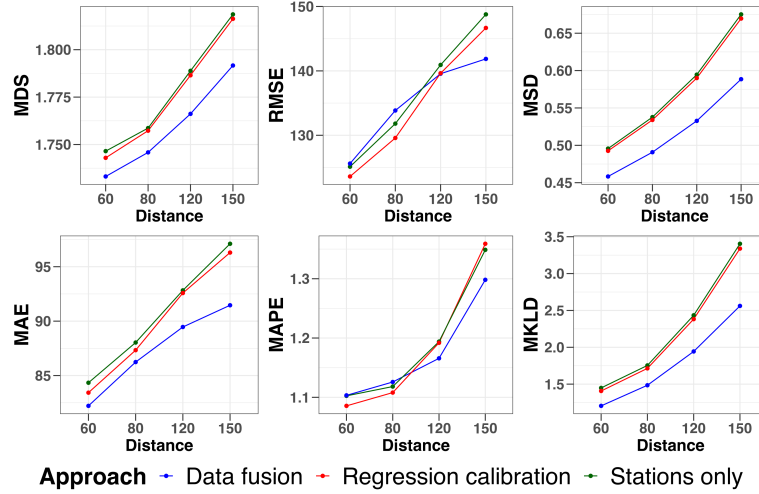 MDS
1.800
1.775
1.750
60 80 120 150
Distance
RMSE
150
140
130
60 80 120 150
Distance
MSD
0.65
0.60
0.55
0.50
0.45
60 80 120 150
Distance
MAE
95
90
85
60 80 120 150
Distance
MAPE
1.3
1.2
1.1
60 80 120 150
Distance
MKLD
3.5
3.0
2.5
2.0
1.5
60 80 120 150
Distance
Approach Data fusion Regression calibration Stations only